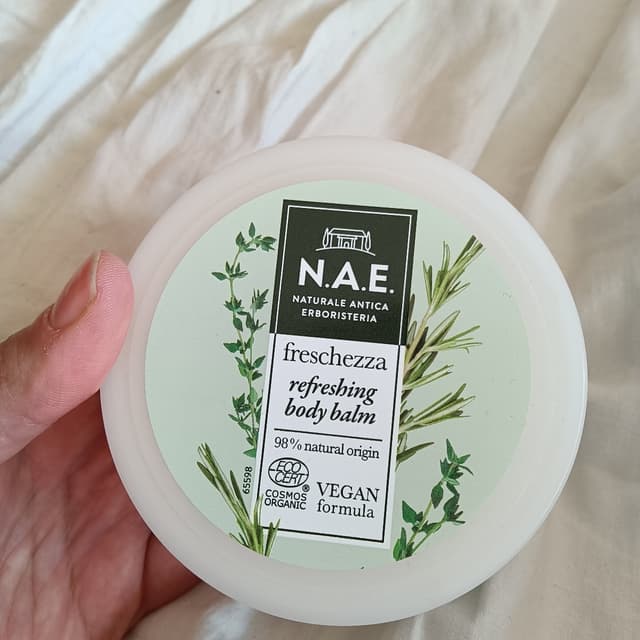 N.A.E.
NATURALE ANTICA
ERBORISTERIA
freschezza
refreshing
body balm
98% natural origin
ECO
CERT
®
COSMOS
ORGANIC
VEGAN
formula
65598